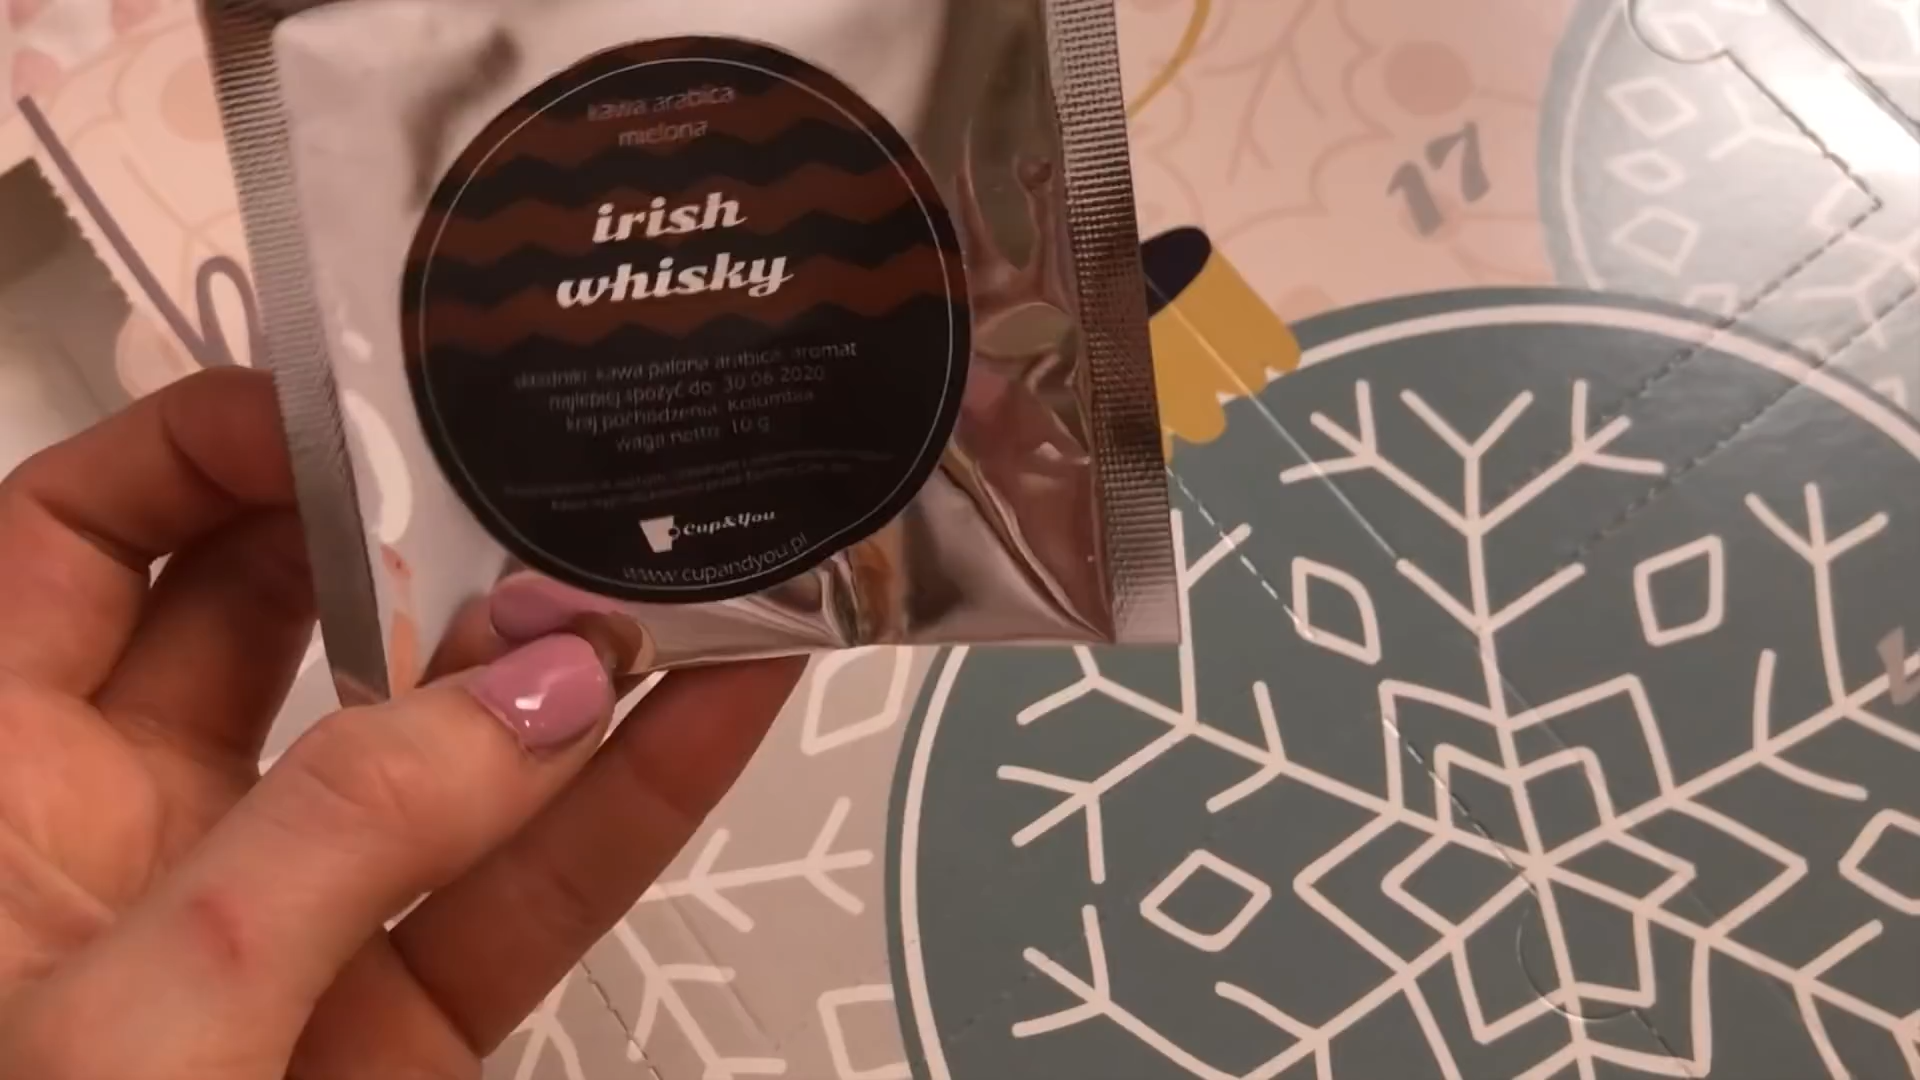 kawa arabica
mielona
irish
whisky
składniki: kawa palona arabica, aromat
najlepiej spożyć do: 30.06.2020
kraj pochodzenia: Kolumbia
waga netto: 10 g
Cup&You
www.cupandyou.pl
17